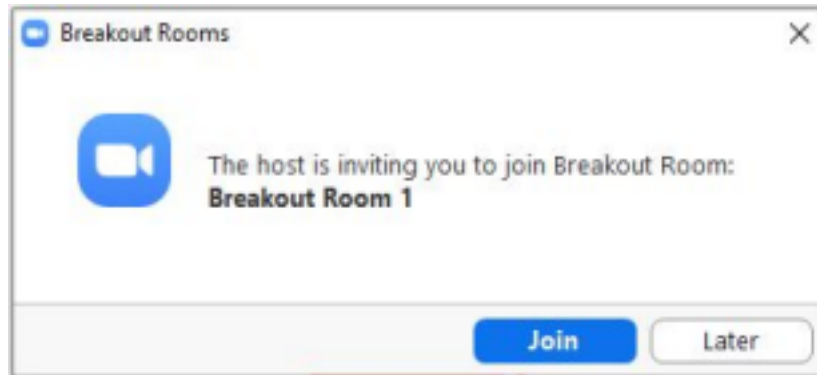 Breakout Rooms
The host is inviting you to join Breakout Room:
Breakout Room 1
Join
Later